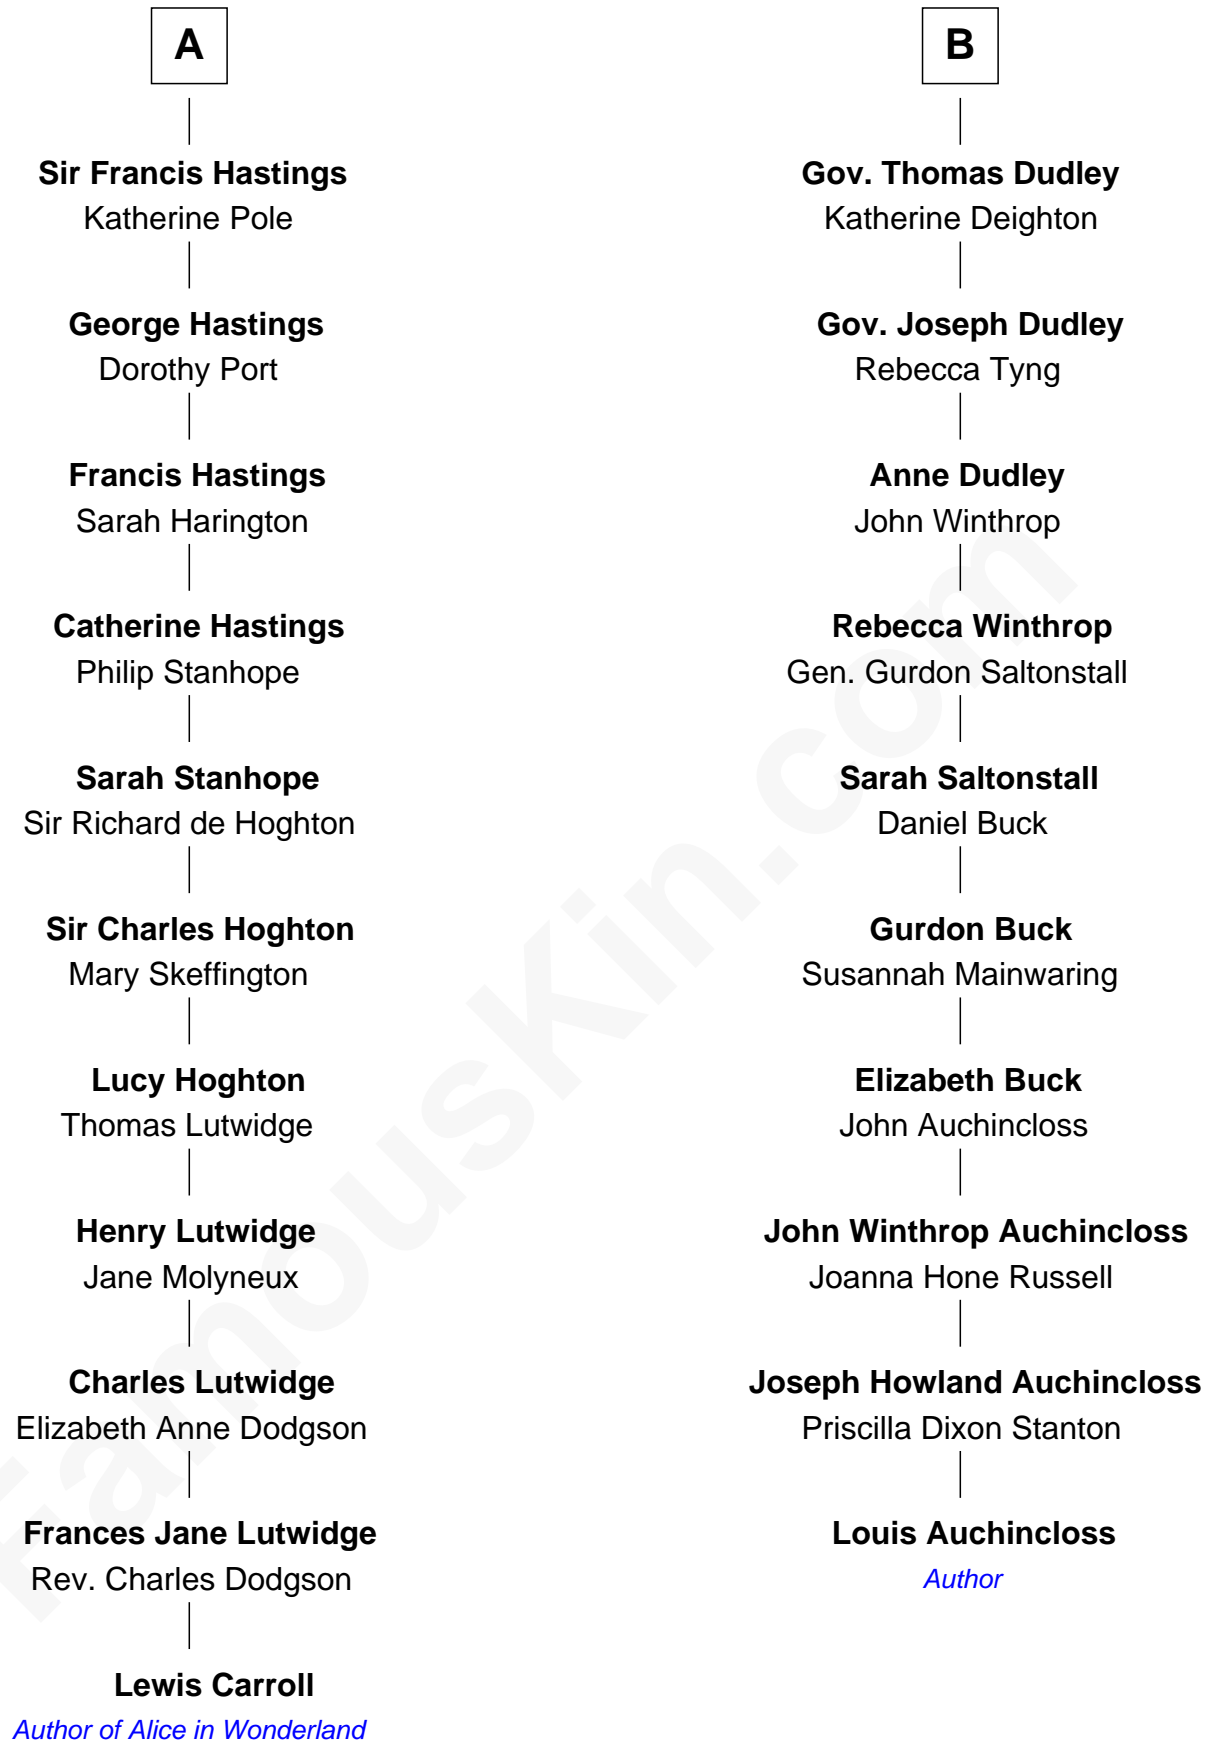 A
Sir Francis Hastings
Katherine Pole
George Hastings
Dorothy Port
Francis Hastings
Sarah Harington
Catherine Hastings
Philip Stanhope
Sarah Stanhope
Sir Richard de Hoghton
Sir Charles Hoghton
Mary Skeffington
Lucy Hoghton
Thomas Lutwidge
Henry Lutwidge
Jane Molyneux
Charles Lutwidge
Elizabeth Anne Dodgson
Frances Jane Lutwidge
Rev. Charles Dodgson
Lewis Carroll
Author of Alice in Wonderland
B
Gov. Thomas Dudley
Katherine Deighton
Gov. Joseph Dudley
Rebecca Tyng
Anne Dudley
John Winthrop
Rebecca Winthrop
Gen. Gurdon Saltonstall
Sarah Saltonstall
Daniel Buck
Gurdon Buck
Susannah Mainwaring
Elizabeth Buck
John Auchincloss
John Winthrop Auchincloss
Joanna Hone Russell
Joseph Howland Auchincloss
Priscilla Dixon Stanton
Louis Auchincloss
Author
FamousKin.com